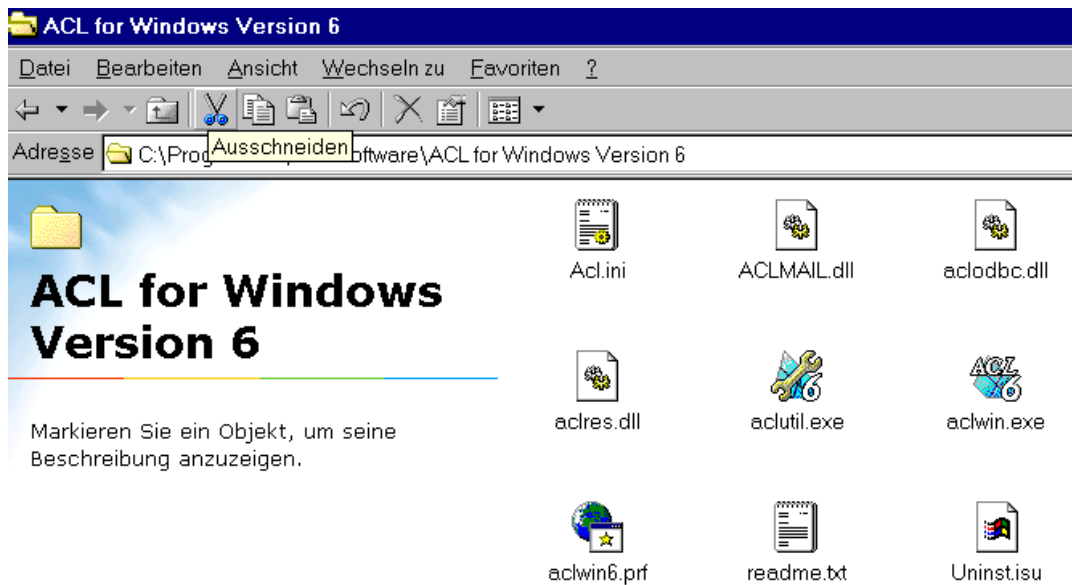 ACL for Windows Version 6
Datei Bearbeiten Ansicht Wechseln zu Favoriten ?
Ausschneiden
Adresse C:\Prog oftware\ACL for Windows Version 6
ACL for Windows
Version 6
Markieren Sie ein Objekt, um seine
Beschreibung anzuzeigen.
Acl.ini ACLMAIL.dll aclodbc.dll
ACL
6
aclres.dll aclutil.exe aclwin.exe
aclwin6.prf readme.txt Uninst.isu